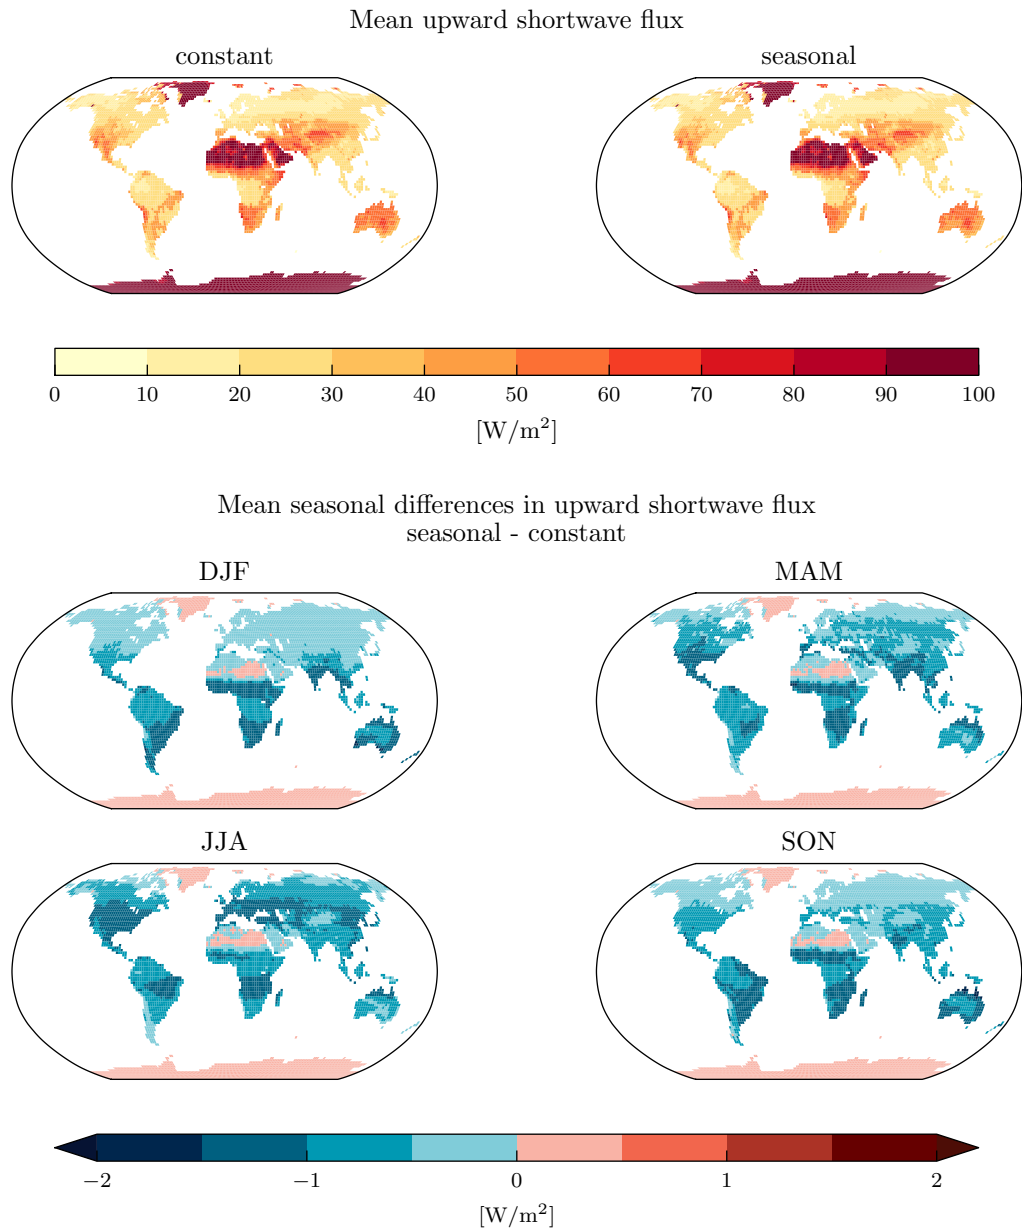 Mean upward shortwave flux
constant seasonal
0 10 20 30 40 50 60 70 80 90 100
[W/m²]
Mean seasonal differences in upward shortwave flux
seasonal - constant
DJF MAM
JJA SON
−2 −1 0 1 2
[W/m²]